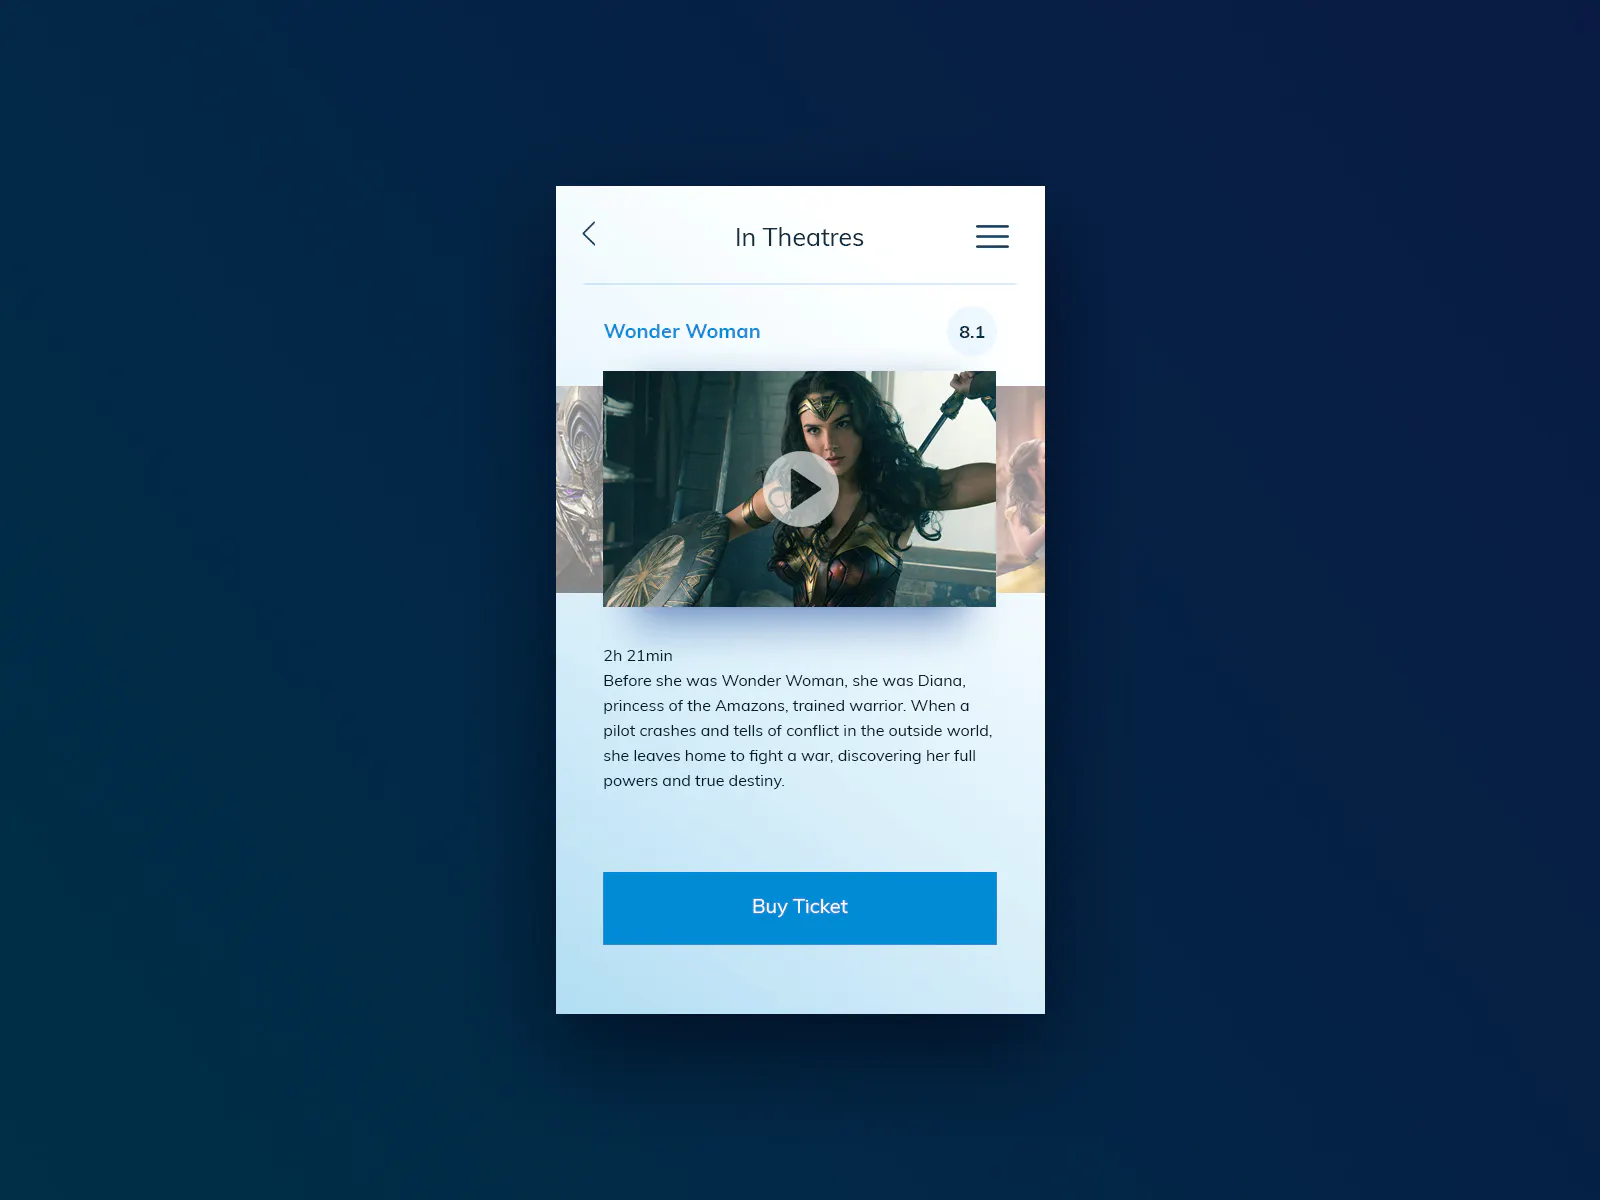 In Theatres
Wonder Woman
8.1
2h 21min
Before she was Wonder Woman, she was Diana,
princess of the Amazons, trained warrior. When a
pilot crashes and tells of conflict in the outside world,
she leaves home to fight a war, discovering her full
powers and true destiny.
Buy Ticket